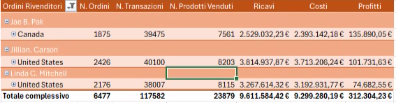 Ordini Rivenditori N. Ordini N. Transazioni N. Prodotti Venduti Ricavi Costi Profitti
Jae B. Pak
Canada 1875 39475 7561 2.529.032,23 € 2.393.142,18 € 135.890,05 €
Jillian. Carson
United States 2426 40100 8203 3.814.937,87 € 3.713.206,24 € 101.731,63 €
Linda C. Mitchell
United States 2176 38007 8115 3.267.614,32 € 3.192.931,77 € 74.682,55 €
Totale complessivo 6477 117582 23879 9.611.584,42 € 9.299.280,19 € 312.304,23 €